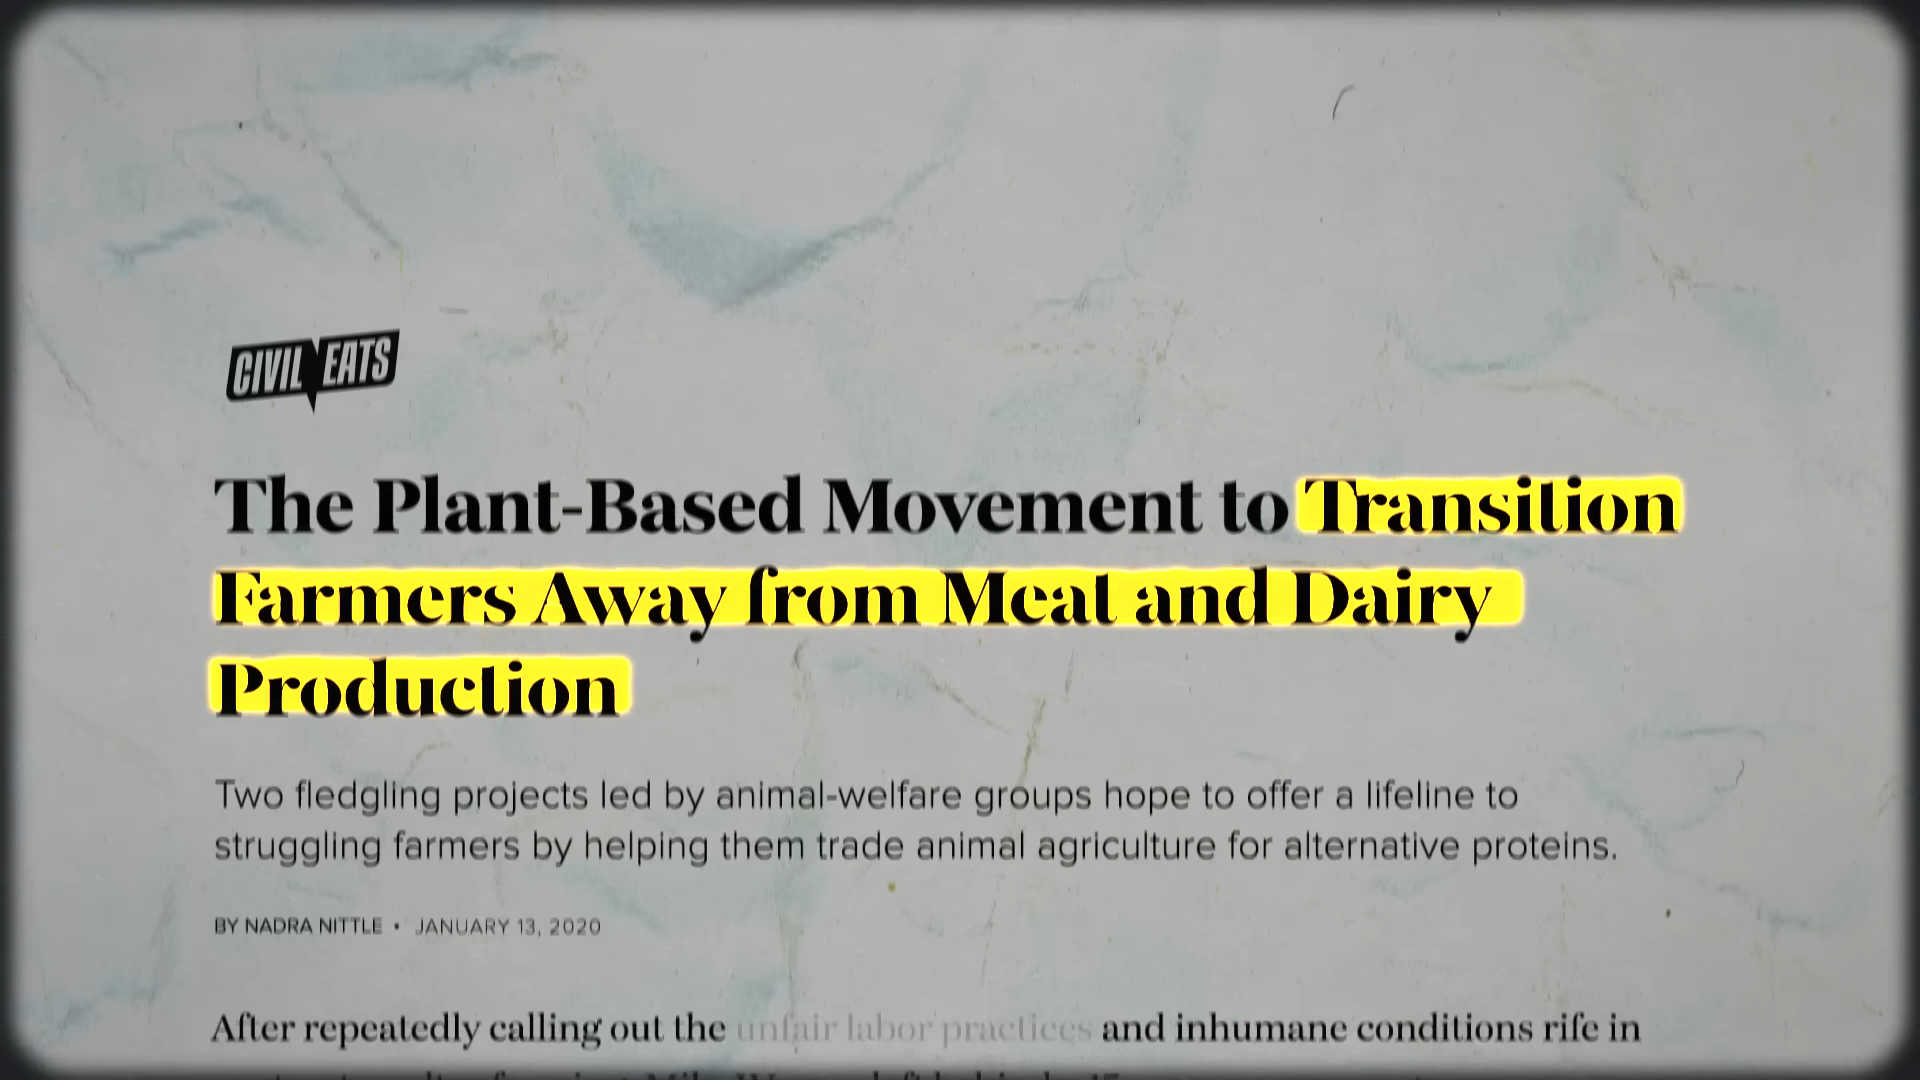 CIVIL EATS
The Plant-Based Movement to Transition
Farmers Away from Meat and Dairy
Production
Two fledgling projects led by animal-welfare groups hope to offer a lifeline to
struggling farmers by helping them trade animal agriculture for alternative proteins.
BY NADRA NITTLE • JANUARY 13, 2020
After repeatedly calling out the unfair labor practices and inhumane conditions rife in